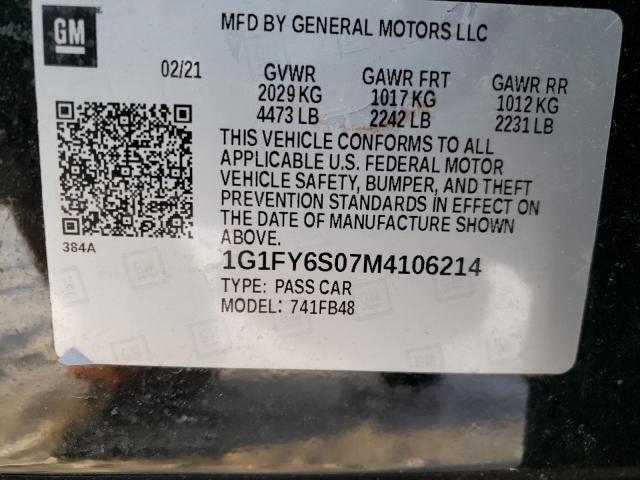 GM
MFD BY GENERAL MOTORS LLC
02/21 GVWR GAWR FRT GAWR RR
2029 KG 1017 KG 1012 KG
4473 LB 2242 LB 2231 LB
THIS VEHICLE CONFORMS TO ALL
APPLICABLE U.S. FEDERAL MOTOR
VEHICLE SAFETY, BUMPER, AND THEFT
PREVENTION STANDARDS IN EFFECT ON
THE DATE OF MANUFACTURE SHOWN
ABOVE.
384A
1G1FY6S07M4106214
TYPE: PASS CAR
MODEL: 741FB48